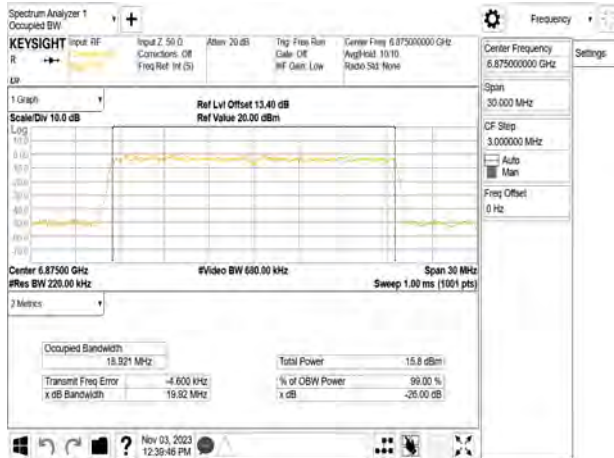 Spectrum Analyzer 1
Occupied BW
+
Frequency
KEYSIGHT Input: RF
R
Input Z: 50 Ω
Corrections: Off
Freq Ref: Int (S)
Atten: 20 dB
Trig: Free Run
Gate: Off
#IF Gain: Low
Center Freq: 6.875000000 GHz
Avg|Hold: 10/10
Radio Std: None
Center Frequency
6.875000000 GHz
Settings
Span
30.000 MHz
CF Step
3.000000 MHz
Auto
Man
Freq Offset
0 Hz
1 Graph
Scale/Div 10.0 dB
Ref Lvl Offset 13.40 dB
Ref Value 20.00 dBm
Log
10.0
0.00
Center 6.87500 GHz
#Res BW 220.00 kHz
#Video BW 680.00 kHz
Span 30 MHz
Sweep 1.00 ms (1001 pts)
2 Metrics
Occupied Bandwidth
18.921 MHz
Total Power 15.8 dBm
Transmit Freq Error -4.600 kHz
% of OBW Power 99.00 %
x dB Bandwidth 19.92 MHz
x dB -26.00 dB
?
Nov 03, 2023
12:39:46 PM